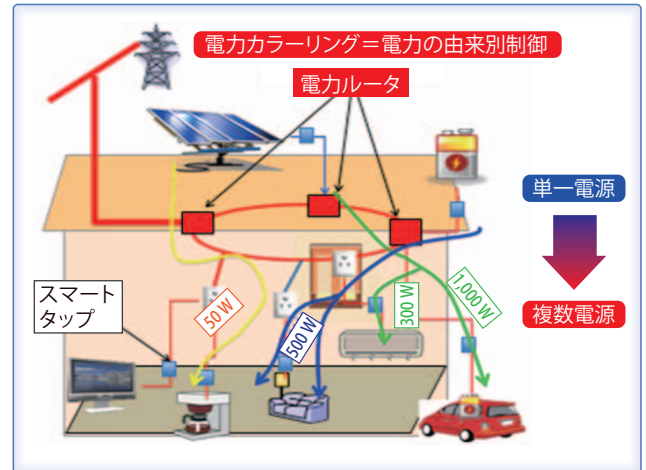 電力カラーリング＝電力の由来別制御
電力ルータ
単一電源
複数電源
スマート
タップ
50 W
500 W
300 W
1,000 W